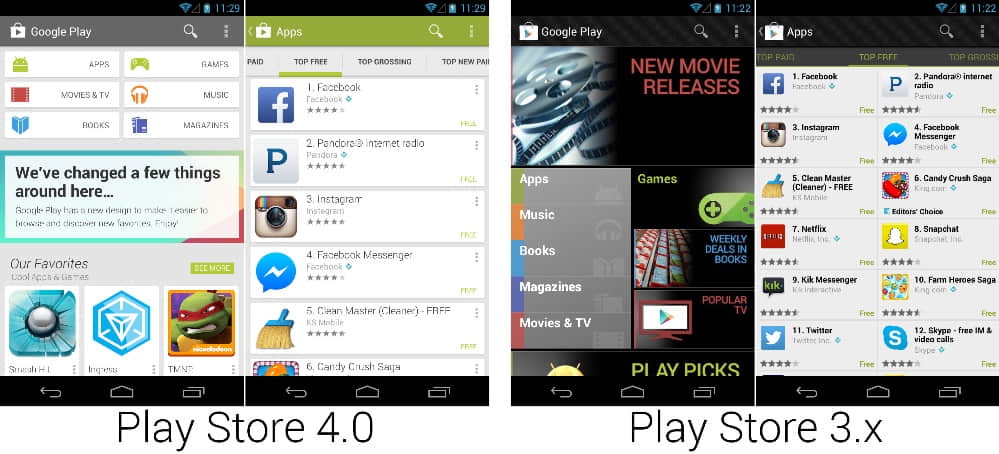 11:29
Google Play
APPS
GAMES
MOVIES & TV
MUSIC
BOOKS
MAGAZINES
We've changed a few things
around here...
Google Play has a new design to make it easier to
browse and discover new favorites. Enjoy!
Our Favorites
Cool Apps & Games
SEE MORE
Smash Hit
Ingress
TMNT:
nickelodeon
11:29
Apps
PAID
TOP FREE
TOP GROSSING
TOP NEW PAI
1. Facebook
Facebook
FREE
2. Pandora® internet radio
Pandora
FREE
3. Instagram
Instagram
FREE
4. Facebook Messenger
Facebook
FREE
5. Clean Master (Cleaner) - FREE
KS Mobile
FREE
6. Candy Crush Saga
Play Store 4.0
11:22
Google Play
NEW MOVIE
RELEASES
Apps
Music
Books
Magazines
Movies & TV
Games
WEEKLY
DEALS IN
BOOKS
POPULAR
TV
PLAY PICKS
11:22
Apps
TOP PAID
TOP FREE
TOP GROSSING
1. Facebook
Facebook
Free
2. Pandora® internet
radio
Pandora
Free
3. Instagram
Instagram
Free
4. Facebook
Messenger
Facebook
Free
5. Clean Master
(Cleaner) - FREE
KS Mobile
Free
6. Candy Crush Saga
King.com
Editors' Choice
Free
7. Netflix
Netflix, Inc.
Free
8. Snapchat
Snapchat, Inc.
Free
kik
9. Kik Messenger
Kik Interactive
Free
10. Farm Heroes Saga
King.com
Free
11. Twitter
Twitter, Inc.
Free
12. Skype - free IM &
video calls
Skype
Free
Play Store 3.x